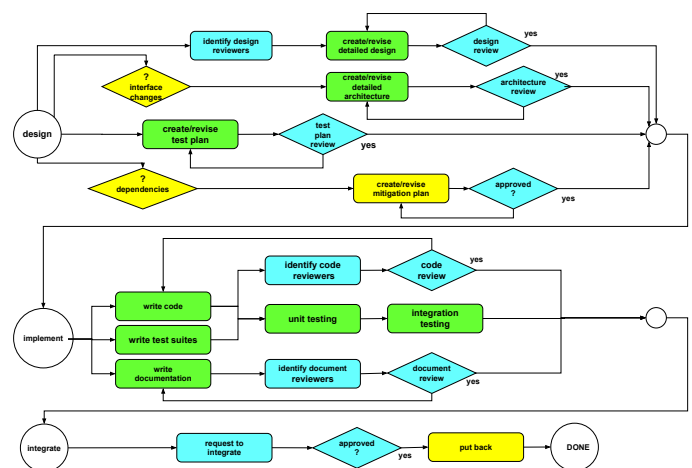 identify design
reviewers
create/revise
detailed design
design
review
yes
?
interface
changes
create/revise
detailed
architecture
architecture
review
yes
design
create/revise
test plan
test
plan
review
yes
?
dependencies
create/revise
mitigation plan
approved
?
yes
identify code
reviewers
code
review
yes
write code
unit testing
integration
testing
implement
write test suites
write
documentation
identify document
reviewers
document
review
yes
integrate
request to
integrate
approved
?
yes
put back
DONE